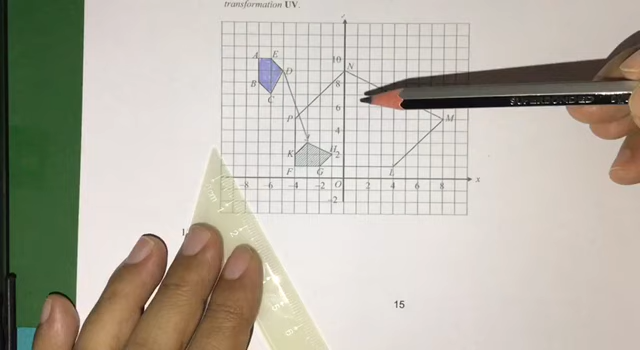 transformation UV.
A E
10 N
D
B
8
C
6
P M
4
K H 2
F G L
-8 -6 -4 -2 O 2 4 6 8 x
-2
15